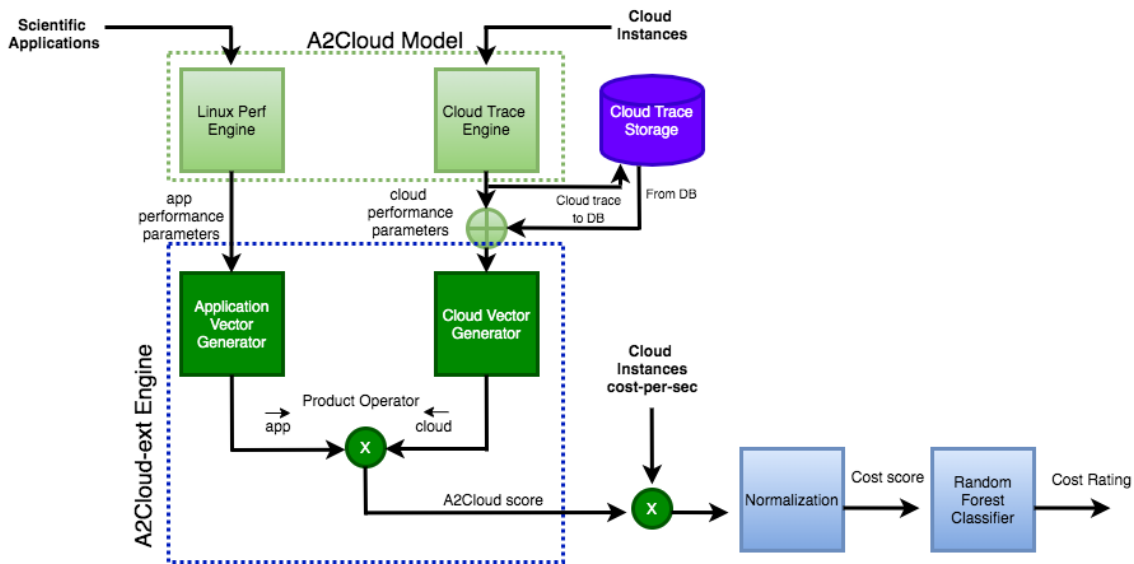 Scientific
Applications
A2Cloud Model
Cloud
Instances
Linux Perf
Engine
Cloud Trace
Engine
Cloud Trace
Storage
app
performance
parameters
cloud
performance
parameters
Cloud trace
to DB
From DB
A2Cloud-ext Engine
Application
Vector
Generator
Cloud Vector
Generator
Product Operator
app
cloud
X
A2Cloud score
Cloud
Instances
cost-per-sec
X
Normalization
Cost score
Random
Forest
Classifier
Cost Rating